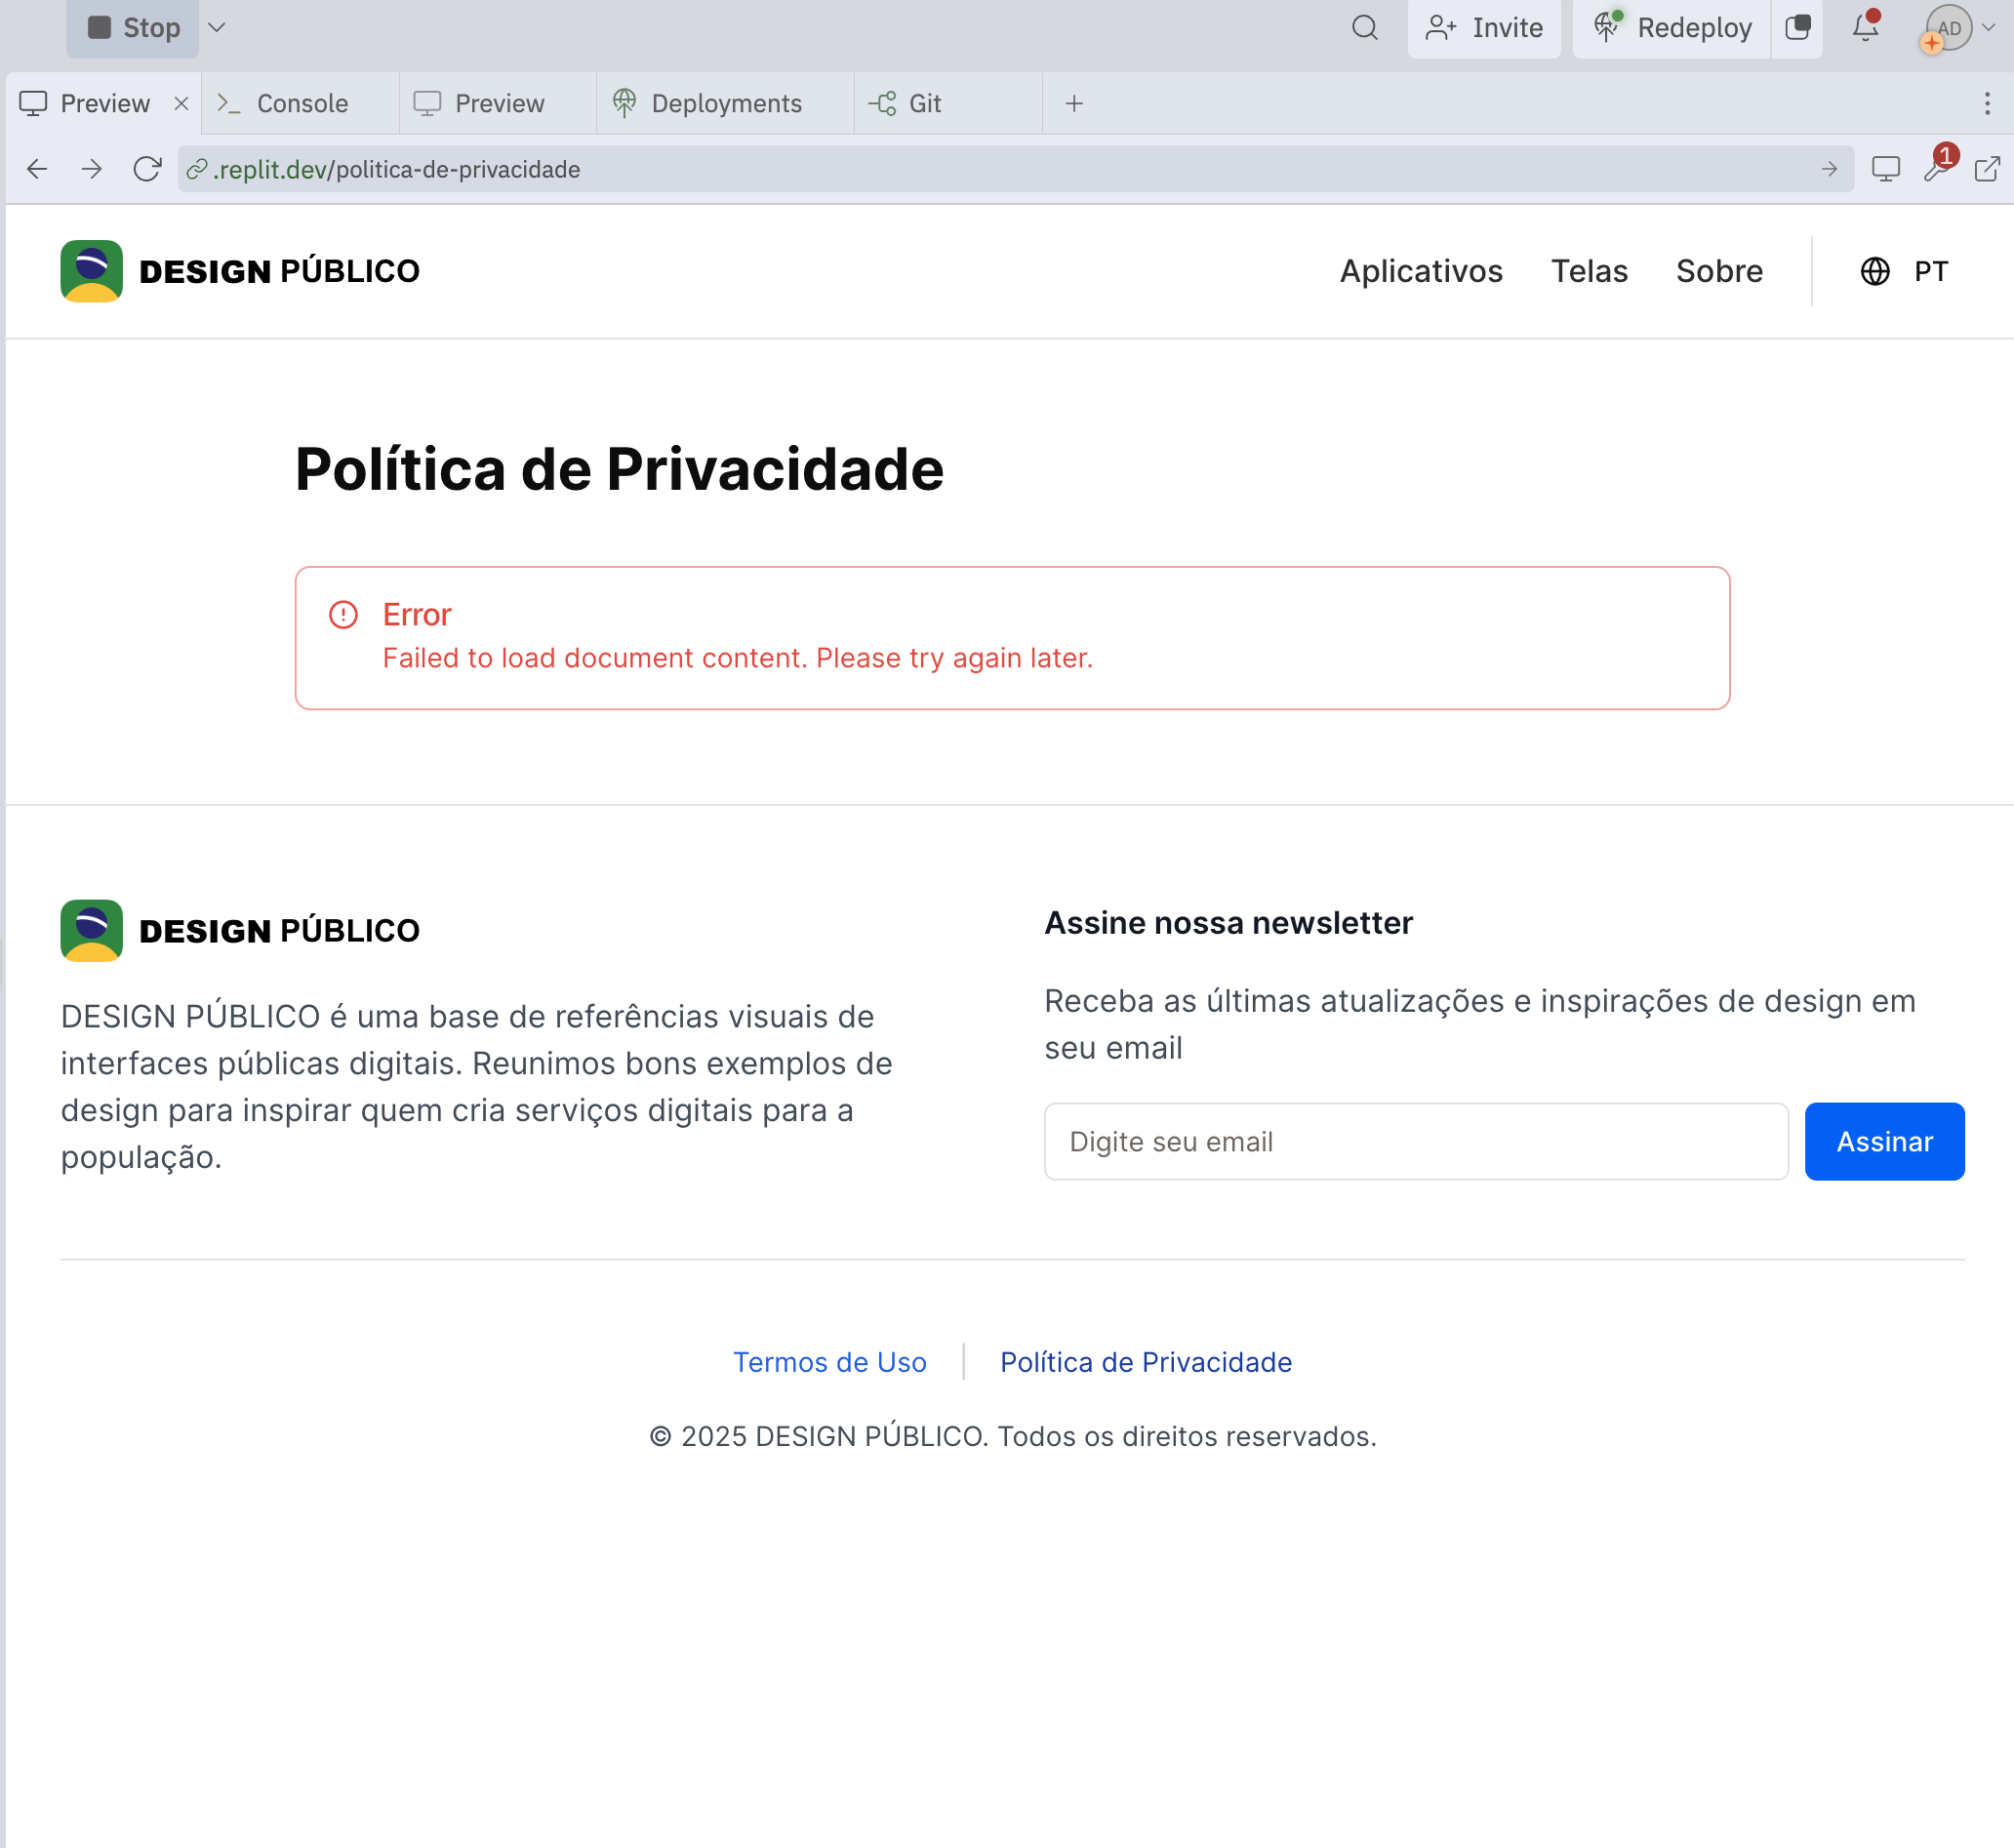 Stop
Invite
Redeploy
AD
Preview
Console
Preview
Deployments
Git
.replit.dev/politica-de-privacidade
1
DESIGN PÚBLICO
Aplicativos
Telas
Sobre
PT
Política de Privacidade
Error
Failed to load document content. Please try again later.
DESIGN PÚBLICO
DESIGN PÚBLICO é uma base de referências visuais de
interfaces públicas digitais. Reunimos bons exemplos de
design para inspirar quem cria serviços digitais para a
população.
Assine nossa newsletter
Receba as últimas atualizações e inspirações de design em
seu email
Digite seu email
Assinar
Termos de Uso
Política de Privacidade
© 2025 DESIGN PÚBLICO. Todos os direitos reservados.